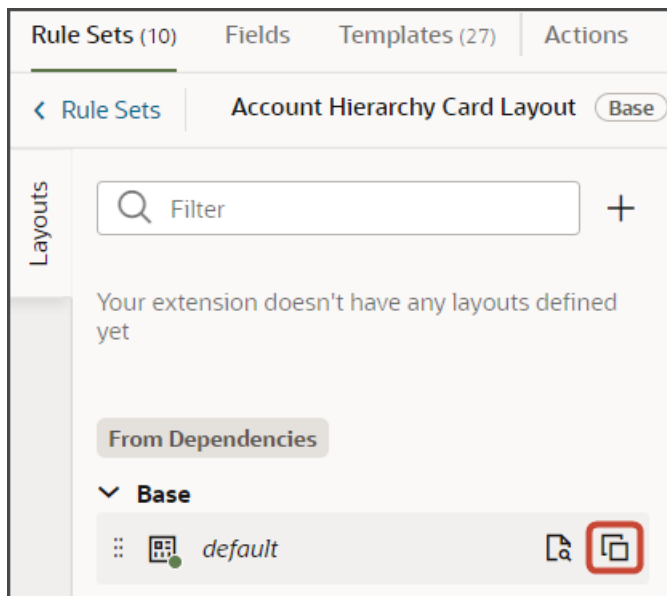 Rule Sets (10) Fields Templates (27) Actions
Rule Sets Account Hierarchy Card Layout Base
Layouts
Filter
Your extension doesn't have any layouts defined
yet
From Dependencies
Base
default